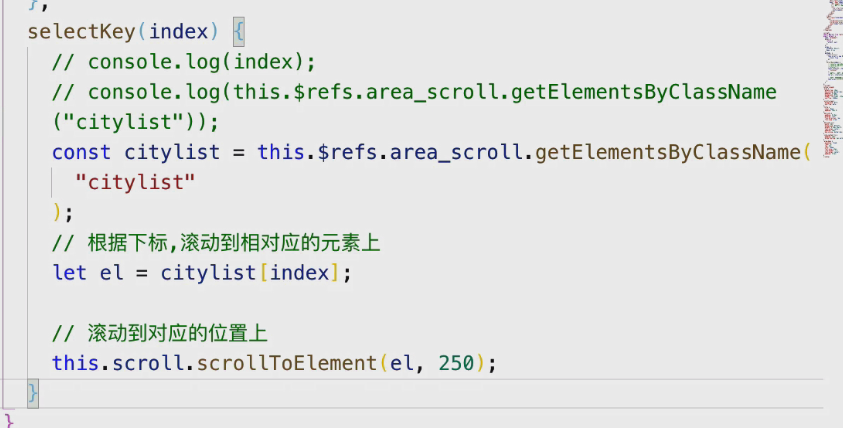 },
selectKey(index) {
// console.log(index);
// console.log(this.$refs.area_scroll.getElementsByClassName
("citylist"));
const citylist = this.$refs.area_scroll.getElementsByClassName(
"citylist"
);
// 根据下标,滚动到相对应的元素上
let el = citylist[index];
// 滚动到对应的位置上
this.scroll.scrollToElement(el, 250);
}
}